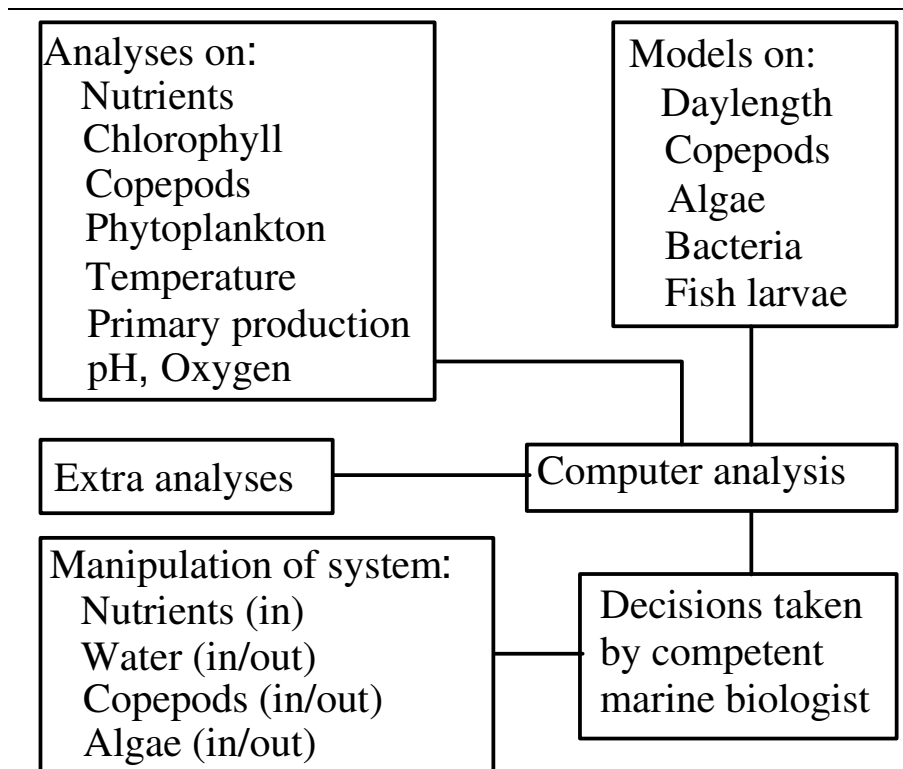 Analyses on:
Nutrients
Chlorophyll
Copepods
Phytoplankton
Temperature
Primary production
pH, Oxygen
Models on:
Daylength
Copepods
Algae
Bacteria
Fish larvae
Extra analyses
Computer analysis
Manipulation of system:
Nutrients (in)
Water (in/out)
Copepods (in/out)
Algae (in/out)
Decisions taken
by competent
marine biologist